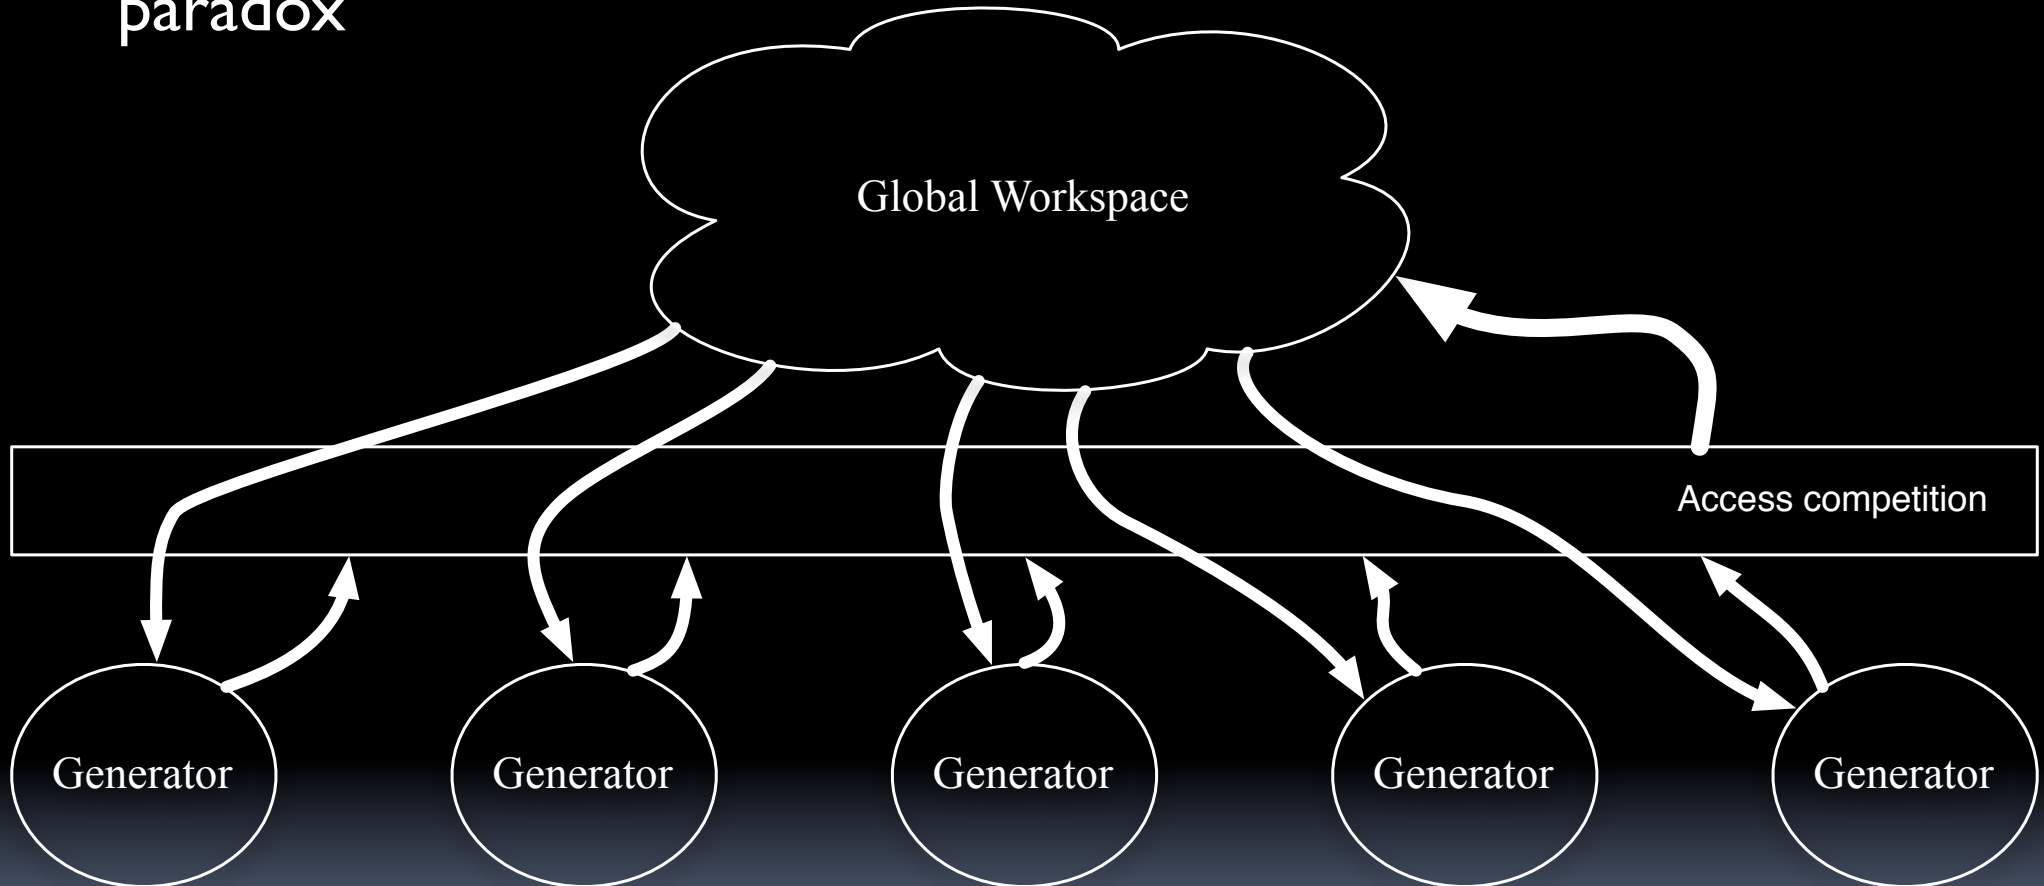 paradox
Global Workspace
Access competition
Generator
Generator
Generator
Generator
Generator